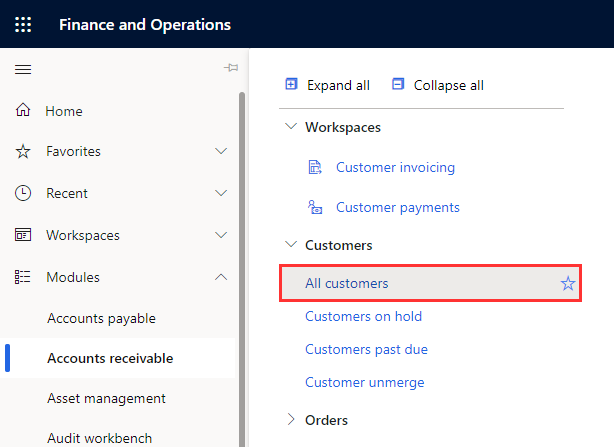 Finance and Operations
Home
Favorites
Recent
Workspaces
Modules
Accounts payable
Accounts receivable
Asset management
Audit workbench
Expand all
Collapse all
Workspaces
Customer invoicing
Customer payments
Customers
All customers
Customers on hold
Customers past due
Customer unmerge
Orders